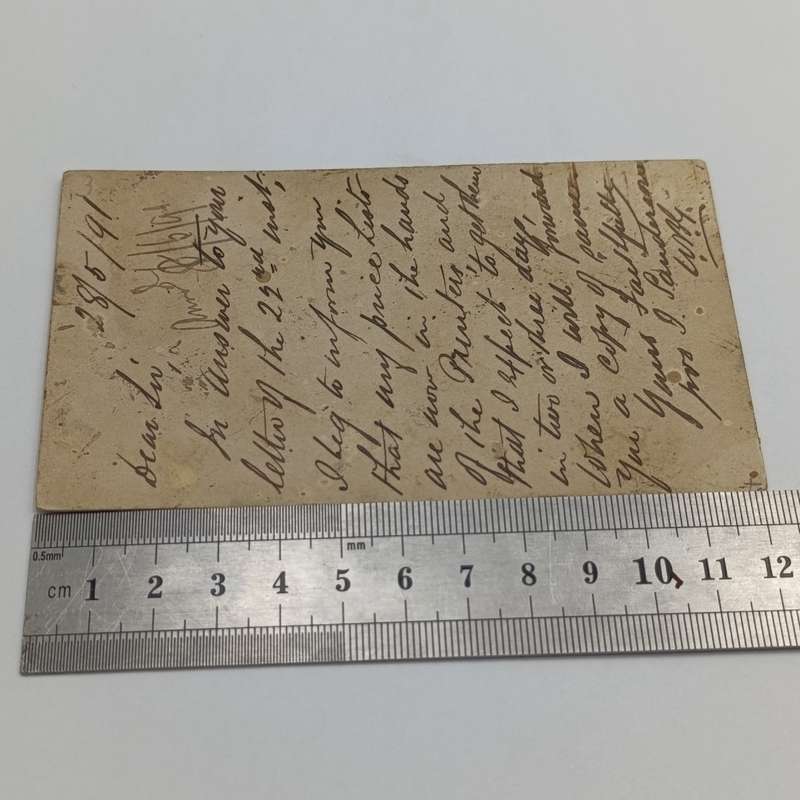 28/5/91
Dear Sir
In answer to your
letter of the 22nd inst,
I beg to inform you
that my price Lists
are now in the hands
of the Printers and
that I expect to get them
in two or three days,
When I will forward
you a copy of same
Yours faithfully
pro I. Sanderson
0.5mm
mm
cm 1 2 3 4 5 6 7 8 9 10 11 12